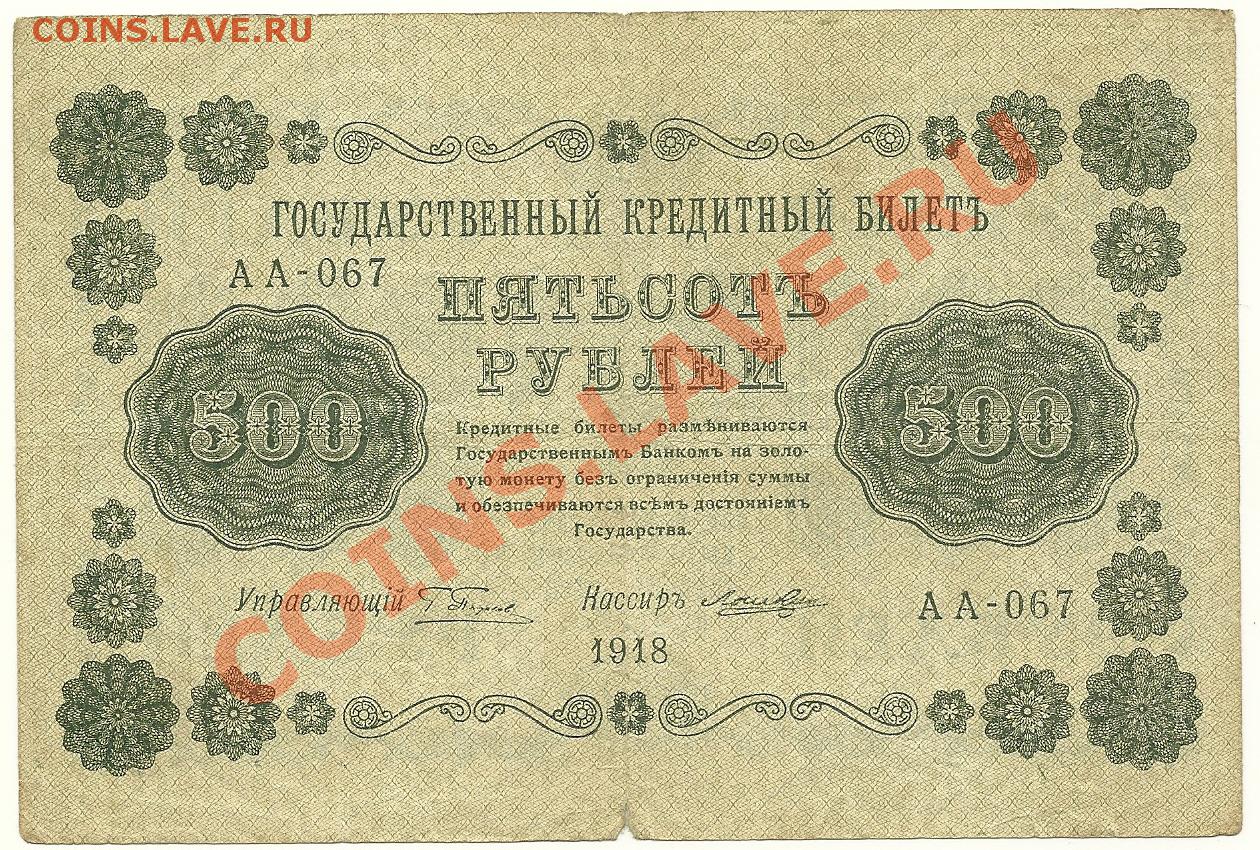 COINS.LAVE.RU
ГОСУДАРСТВЕННЫЙ КРЕДИТНЫЙ БИЛЕТЪ
АА-067
ПЯТЬСОТЪ
РУБЛЕЙ
500
500
Кредитные билеты размѣниваются
Государственнымъ Банкомъ на золо-
тую монету безъ ограниченія суммы
и обезпечиваются всѣмъ достояніемъ
Государства.
Управляющій
Кассиръ
АА-067
1918
COINS.LAVE.RU